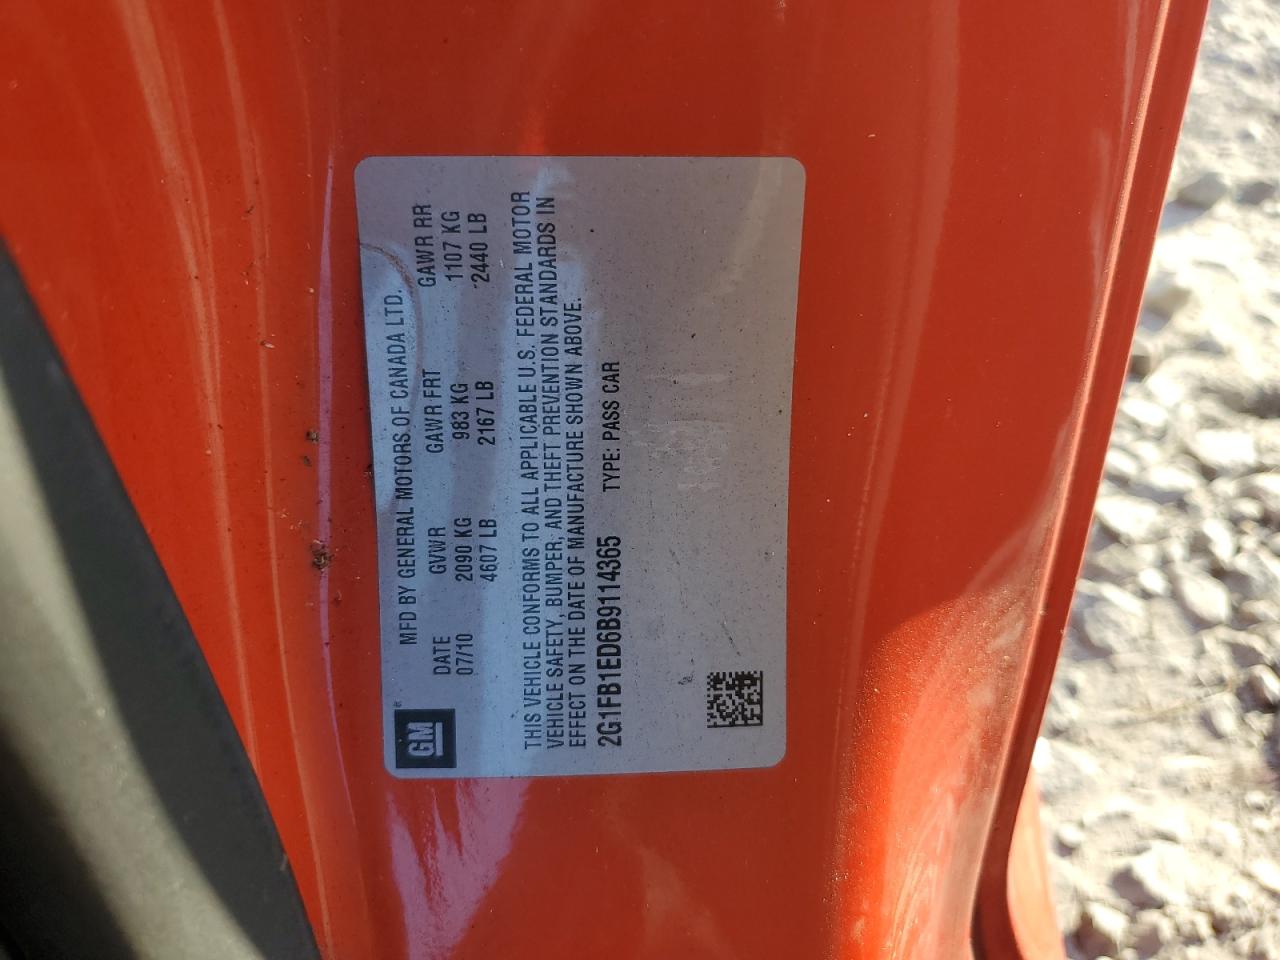 GM
®
MFD BY GENERAL MOTORS OF CANADA LTD.
DATE GVWR GAWR FRT GAWR RR
07/10 2090 KG 983 KG 1107 KG
4607 LB 2167 LB 2440 LB
THIS VEHICLE CONFORMS TO ALL APPLICABLE U.S. FEDERAL MOTOR
VEHICLE SAFETY, BUMPER, AND THEFT PREVENTION STANDARDS IN
EFFECT ON THE DATE OF MANUFACTURE SHOWN ABOVE.
2G1FB1ED6B9114365 TYPE: PASS CAR